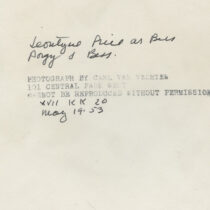 Leontyne Price as Bess
Porgy & Bess.
PHOTOGRAPH BY CARL VAN VECHTEN
101 CENTRAL PARK WEST
CANNOT BE REPRODUCED WITHOUT PERMISSION
XVII KK 20
May 19 53